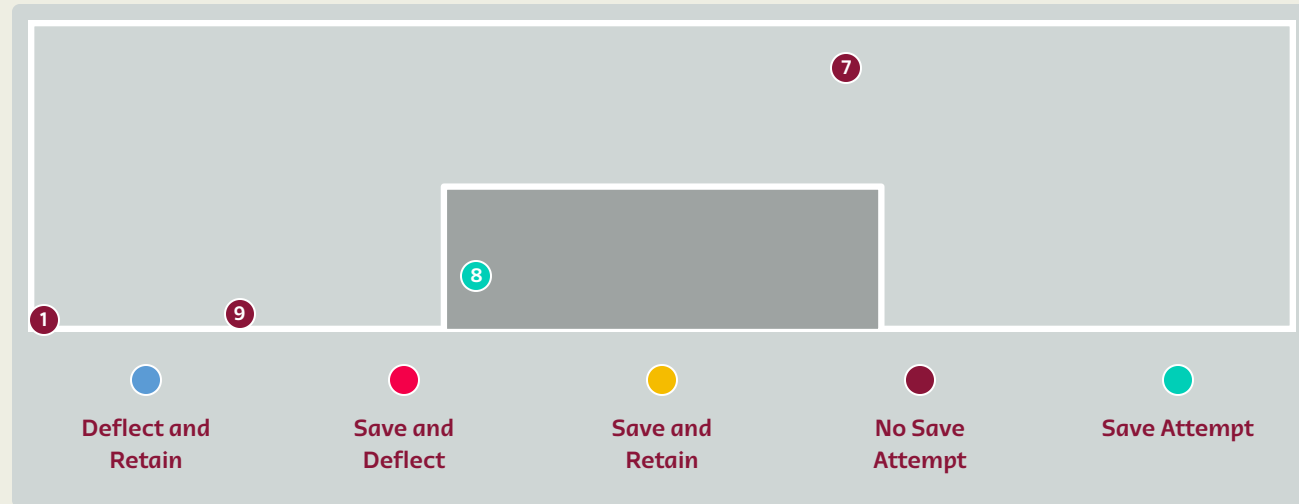 7
8
9
1
Deflect and
Retain
Save and
Deflect
Save and
Retain
No Save
Attempt
Save Attempt